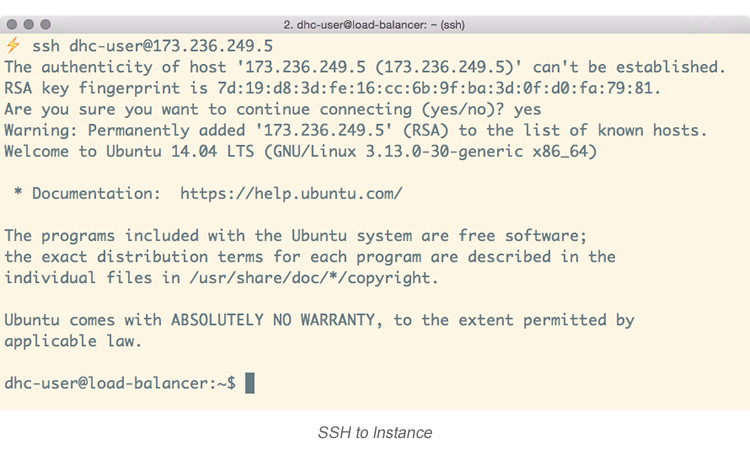 2. dhc-user@load-balancer: ~ (ssh)
⚡ ssh dhc-user@173.236.249.5
The authenticity of host '173.236.249.5 (173.236.249.5)' can't be established.
RSA key fingerprint is 7d:19:d8:3d:fe:16:cc:6b:9f:ba:3d:0f:d0:fa:79:81.
Are you sure you want to continue connecting (yes/no)? yes
Warning: Permanently added '173.236.249.5' (RSA) to the list of known hosts.
Welcome to Ubuntu 14.04 LTS (GNU/Linux 3.13.0-30-generic x86_64)

 * Documentation:  https://help.ubuntu.com/

The programs included with the Ubuntu system are free software;
the exact distribution terms for each program are described in the
individual files in /usr/share/doc/*/copyright.

Ubuntu comes with ABSOLUTELY NO WARRANTY, to the extent permitted by
applicable law.

dhc-user@load-balancer:~$
SSH to Instance